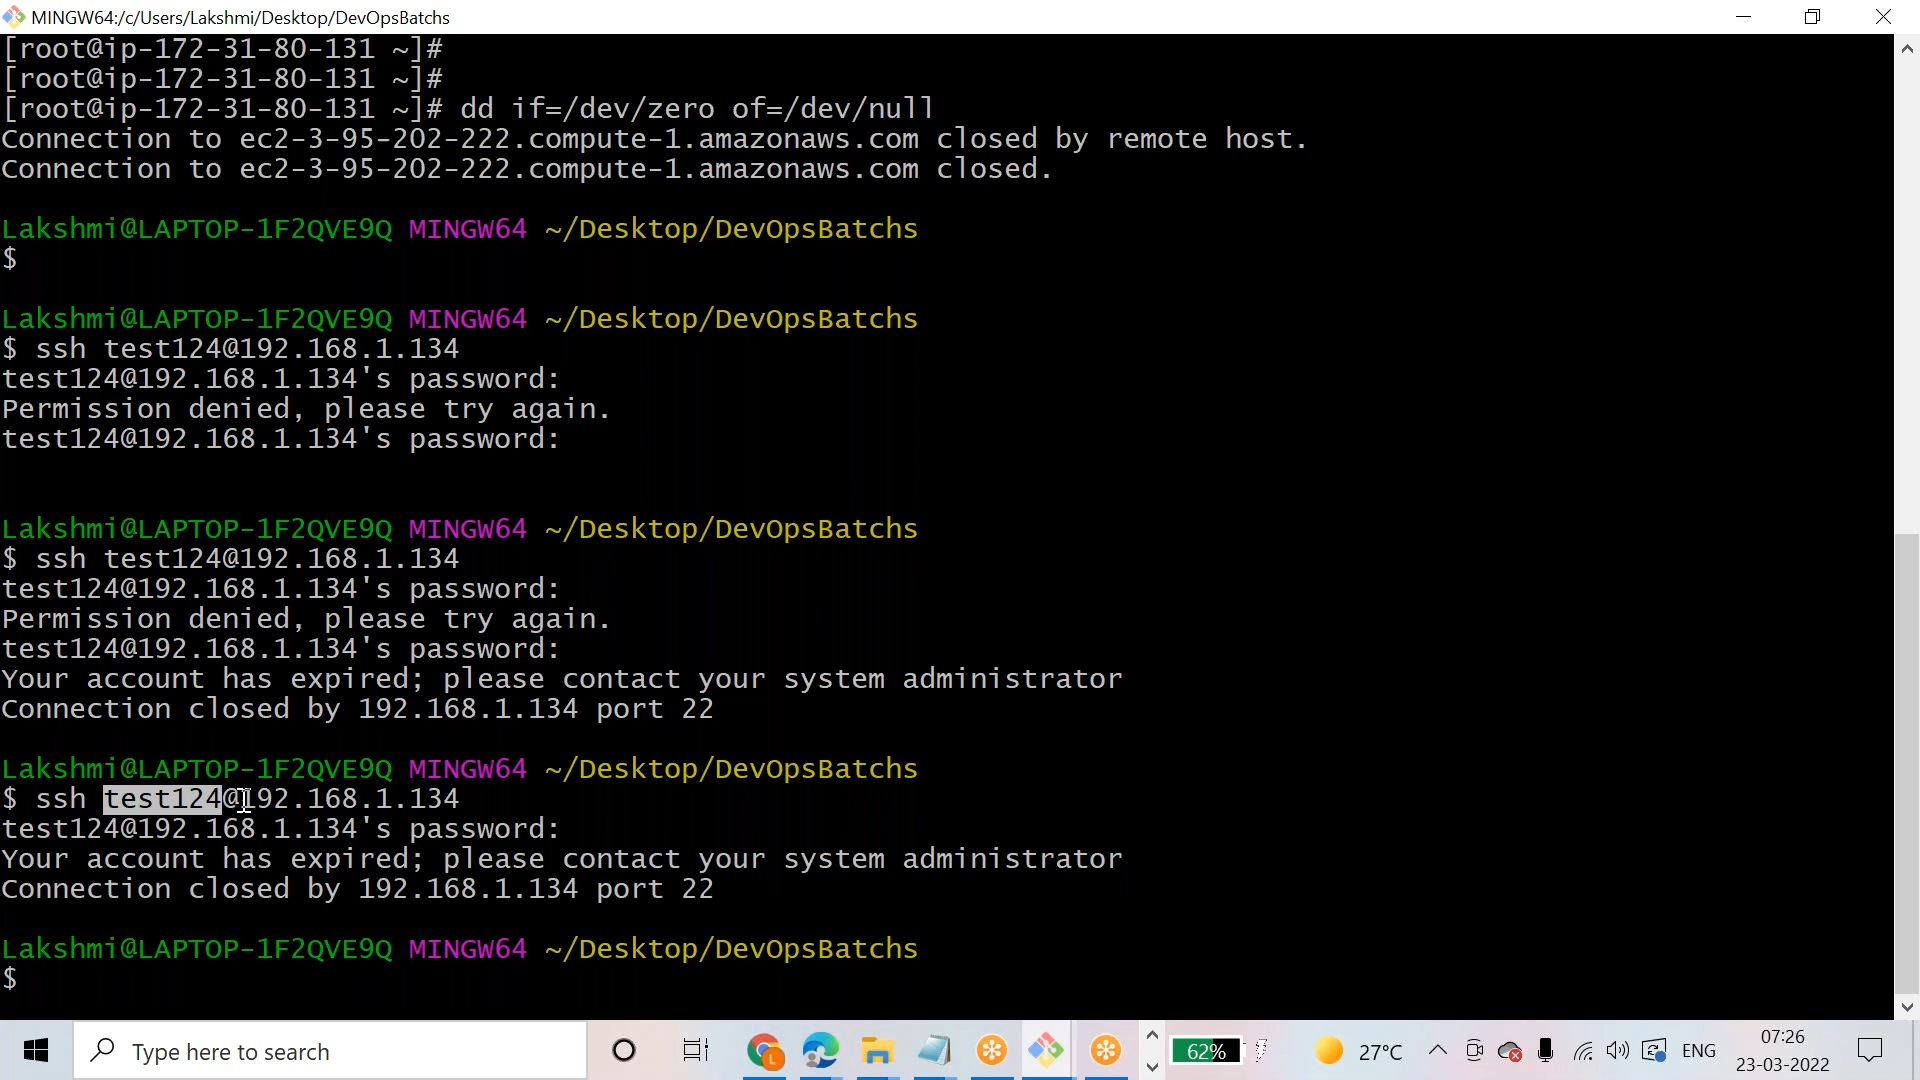 MINGW64:/c/Users/Lakshmi/Desktop/DevOpsBatchs
[root@ip-172-31-80-131 ~]#
[root@ip-172-31-80-131 ~]#
[root@ip-172-31-80-131 ~]# dd if=/dev/zero of=/dev/null
Connection to ec2-3-95-202-222.compute-1.amazonaws.com closed by remote host.
Connection to ec2-3-95-202-222.compute-1.amazonaws.com closed.
Lakshmi@LAPTOP-1F2QVE9Q MINGW64 ~/Desktop/DevOpsBatchs
$
Lakshmi@LAPTOP-1F2QVE9Q MINGW64 ~/Desktop/DevOpsBatchs
$ ssh test124@192.168.1.134
test124@192.168.1.134's password:
Permission denied, please try again.
test124@192.168.1.134's password:
Lakshmi@LAPTOP-1F2QVE9Q MINGW64 ~/Desktop/DevOpsBatchs
$ ssh test124@192.168.1.134
test124@192.168.1.134's password:
Permission denied, please try again.
test124@192.168.1.134's password:
Your account has expired; please contact your system administrator
Connection closed by 192.168.1.134 port 22
Lakshmi@LAPTOP-1F2QVE9Q MINGW64 ~/Desktop/DevOpsBatchs
$ ssh test124@192.168.1.134
test124@192.168.1.134's password:
Your account has expired; please contact your system administrator
Connection closed by 192.168.1.134 port 22
Lakshmi@LAPTOP-1F2QVE9Q MINGW64 ~/Desktop/DevOpsBatchs
$
Type here to search
L
62%
27°C
ENG
07:26
23-03-2022